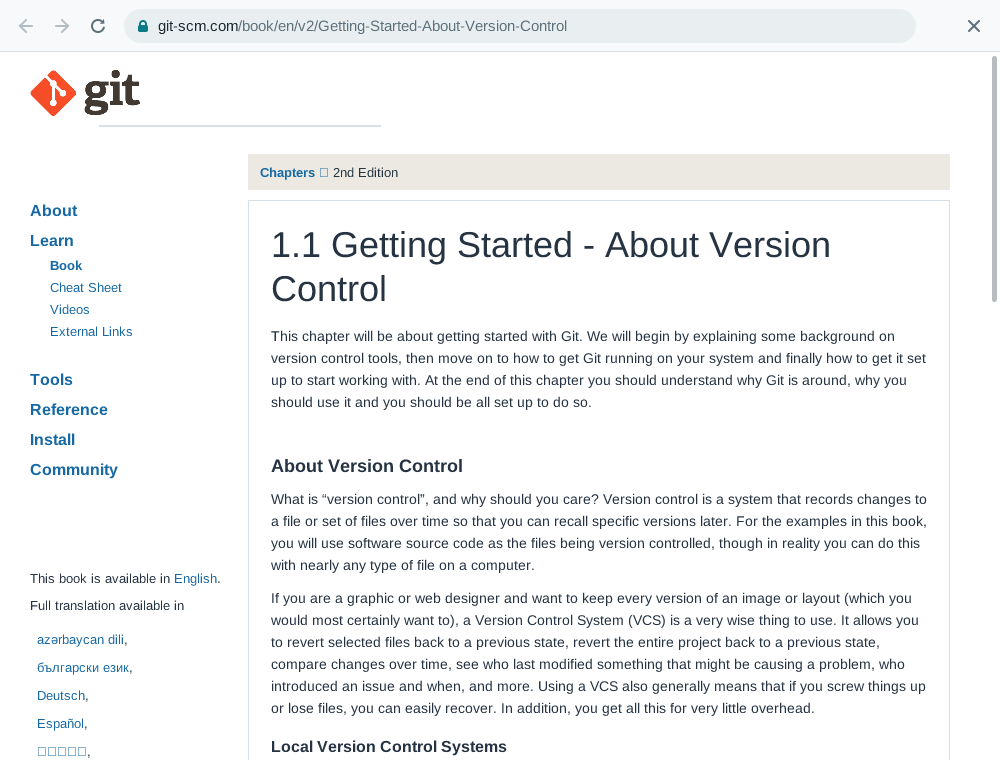 git-scm.com/book/en/v2/Getting-Started-About-Version-Control
git
Chapters 2nd Edition
About
Learn
Book
Cheat Sheet
Videos
External Links
Tools
Reference
Install
Community
This book is available in English.
Full translation available in
azərbaycan dili,
български език,
Deutsch,
Español,
1.1 Getting Started - About Version
Control
This chapter will be about getting started with Git. We will begin by explaining some background on
version control tools, then move on to how to get Git running on your system and finally how to get it set
up to start working with. At the end of this chapter you should understand why Git is around, why you
should use it and you should be all set up to do so.
About Version Control
What is “version control”, and why should you care? Version control is a system that records changes to
a file or set of files over time so that you can recall specific versions later. For the examples in this book,
you will use software source code as the files being version controlled, though in reality you can do this
with nearly any type of file on a computer.
If you are a graphic or web designer and want to keep every version of an image or layout (which you
would most certainly want to), a Version Control System (VCS) is a very wise thing to use. It allows you
to revert selected files back to a previous state, revert the entire project back to a previous state,
compare changes over time, see who last modified something that might be causing a problem, who
introduced an issue and when, and more. Using a VCS also generally means that if you screw things up
or lose files, you can easily recover. In addition, you get all this for very little overhead.
Local Version Control Systems